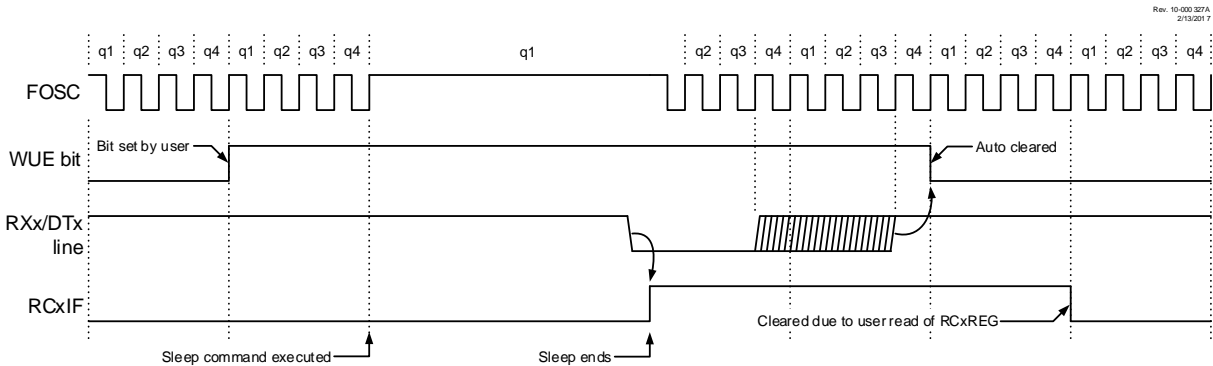 Rev. 10-000327A
2/13/2017
q1 q2 q3 q4 q1 q2 q3 q4 q1 q2 q3 q4 q1 q2 q3 q4 q1 q2 q3 q4 q1 q2 q3 q4
FOSC
WUE bit
Bit set by user
Auto cleared
RXx/DTx
line
RCxIF
Cleared due to user read of RCxREG
Sleep command executed
Sleep ends